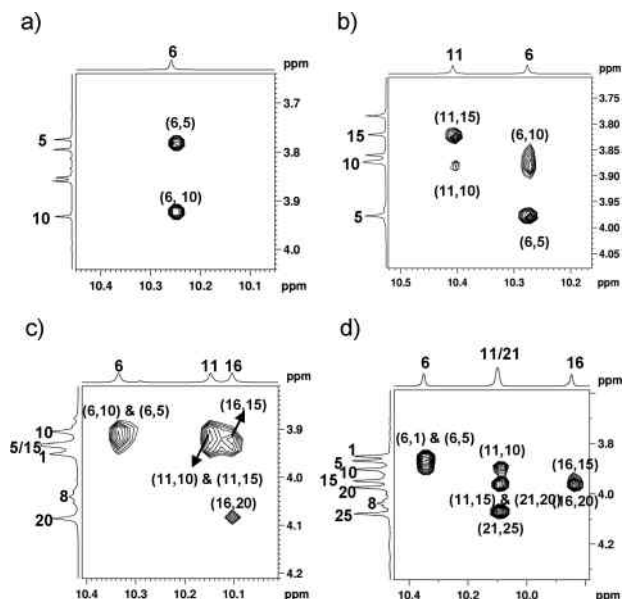 a)
6
ppm
5
(6,5)
3.7
3.8
(6, 10)
3.9
10
4.0
10.4 10.3 10.2 10.1 ppm
b)
11 6
ppm
15
10
5
(11,15)
(6,10)
(11,10)
(6,5)
3.75
3.80
3.85
3.90
3.95
4.00
4.05
10.5 10.4 10.3 10.2 ppm
c)
6 11 16
ppm
10
5/15
1
8
20
(6,10) & (6,5)
(16,15)
(11,10) & (11,15)
(16,20)
3.9
4.0
4.1
4.2
10.4 10.3 10.2 10.1 ppm
d)
6 11/21 16
ppm
1
5
10
15
20
8
25
(6,1) & (6,5)
(11,10)
(16,15)
(11,15) & (21,20)
(16,20)
(21,25)
3.8
4.0
4.2
10.4 10.2 10.0 ppm